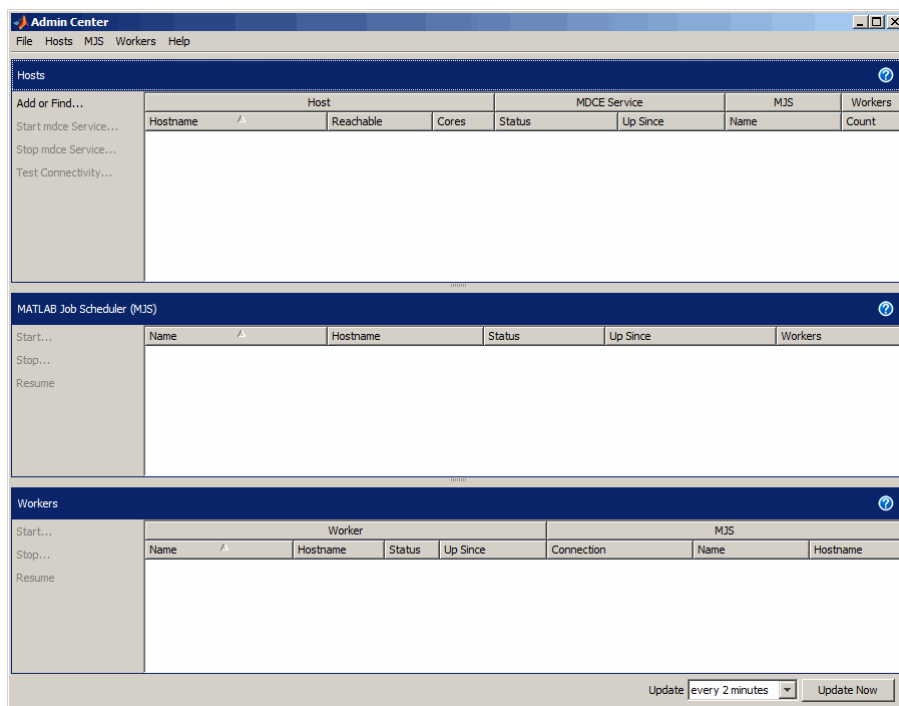 Admin Center
File Hosts MJS Workers Help
Hosts
Add or Find...
Start mdce Service...
Stop mdce Service...
Test Connectivity...
Host MDCE Service MJS Workers
Hostname Reachable Cores Status Up Since Name Count
MATLAB Job Scheduler (MJS)
Start...
Stop...
Resume
Name Hostname Status Up Since Workers
Workers
Start...
Stop...
Resume
Worker MJS
Name Hostname Status Up Since Connection Name Hostname
Update every 2 minutes Update Now